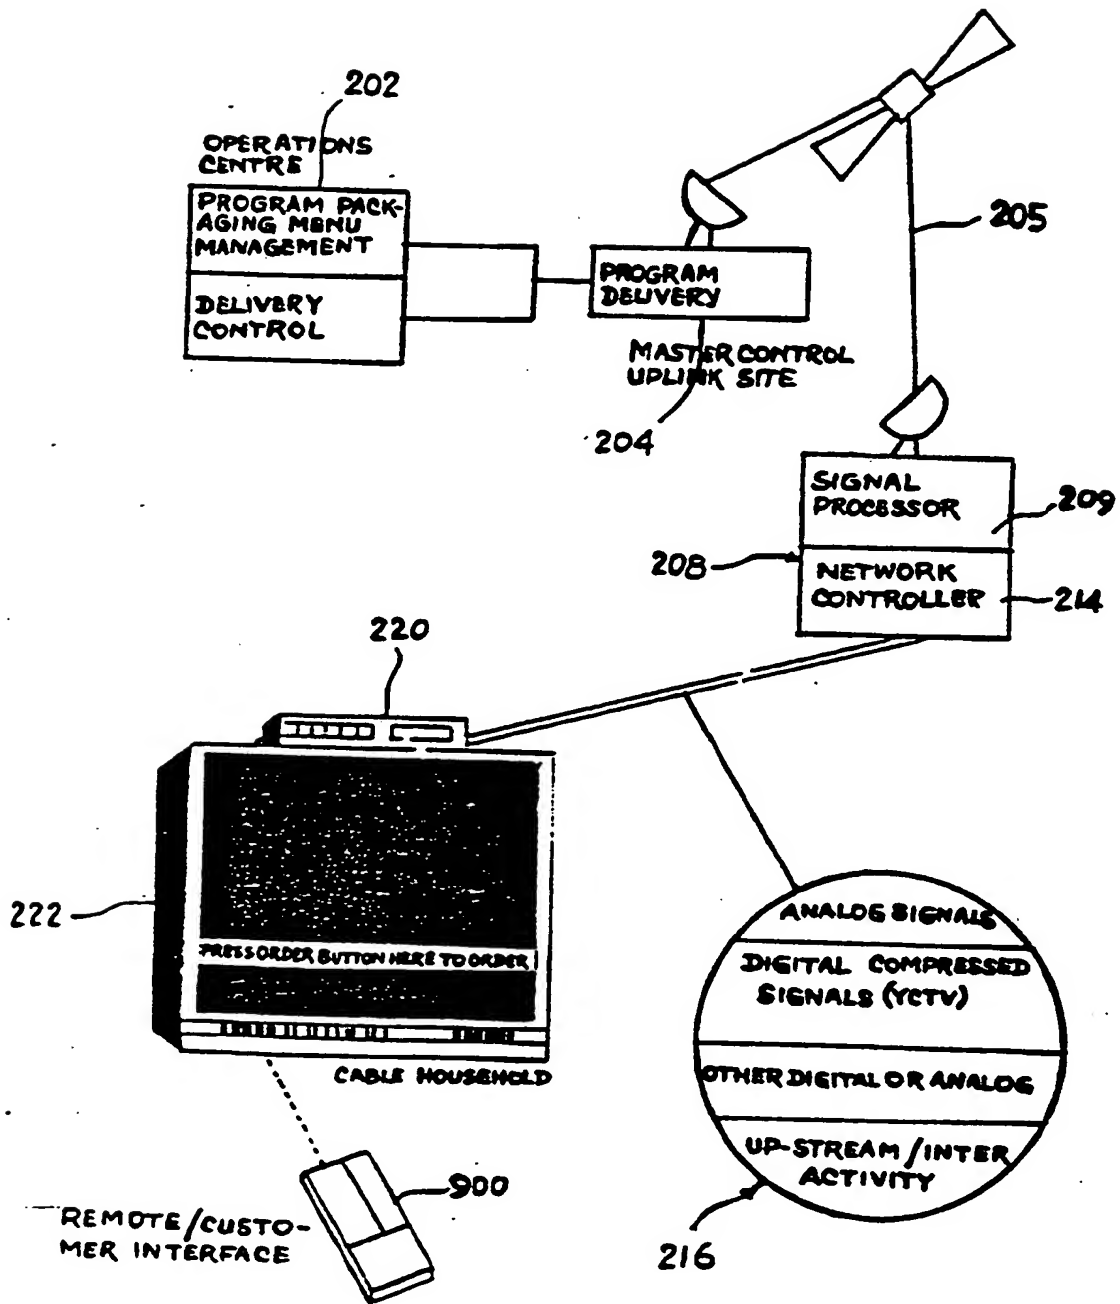 202
OPERATIONS
CENTRE
PROGRAM PACK-
AGING MENU
MANAGEMENT
DELIVERY
CONTROL
PROGRAM
DELIVERY
MASTER CONTROL
UPLINK SITE
204
205
SIGNAL
PROCESSOR
209
208
NETWORK
CONTROLLER
214
220
222
PRESS ORDER BUTTON HERE TO ORDER
CABLE HOUSEHOLD
ANALOG SIGNALS
DIGITAL COMPRESSED
SIGNALS (YCTV)
OTHER DIGITAL OR ANALOG
UP-STREAM/INTER
ACTIVITY
216
900
REMOTE/CUSTO-
MER INTERFACE